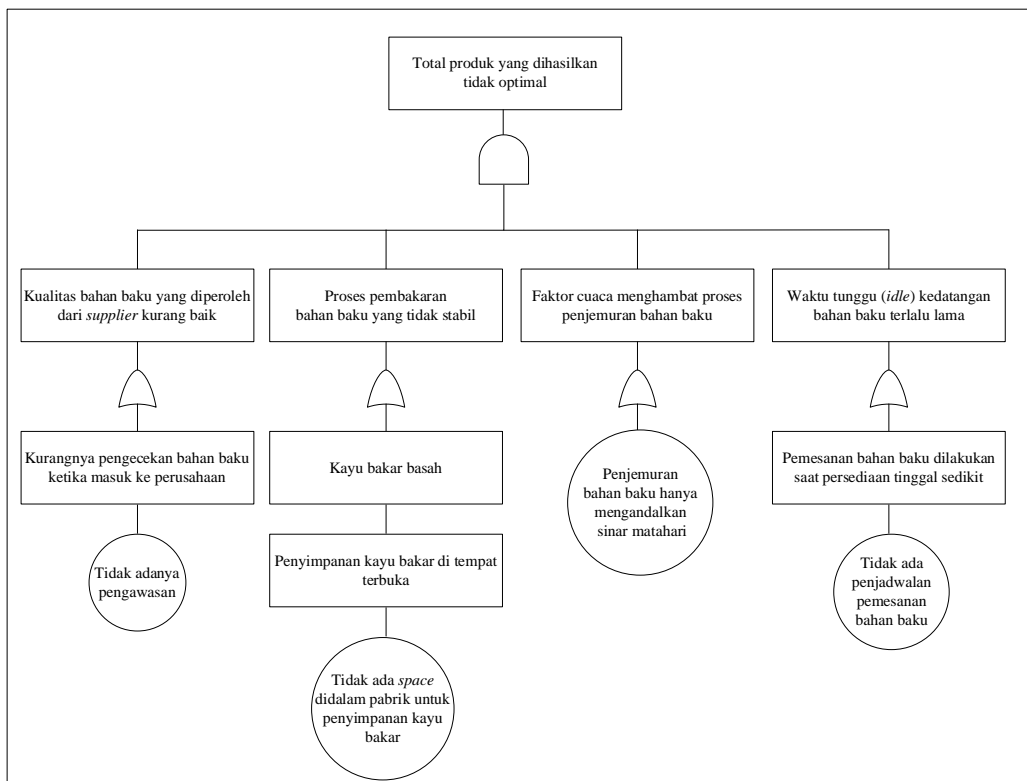 Total produk yang dihasilkan
tidak optimal
Kualitas bahan baku yang diperoleh
dari supplier kurang baik
Proses pembakaran
bahan baku yang tidak stabil
Faktor cuaca menghambat proses
penjemuran bahan baku
Waktu tunggu (idle) kedatangan
bahan baku terlalu lama
Kurangnya pengecekan bahan baku
ketika masuk ke perusahaan
Kayu bakar basah
Penjemuran
bahan baku hanya
mengandalkan
sinar matahari
Pemesanan bahan baku dilakukan
saat persediaan tinggal sedikit
Tidak adanya
pengawasan
Penyimpanan kayu bakar di tempat
terbuka
Tidak ada
penjadwalan
pemesanan
bahan baku
Tidak ada space
didalam pabrik untuk
penyimpanan kayu
bakar